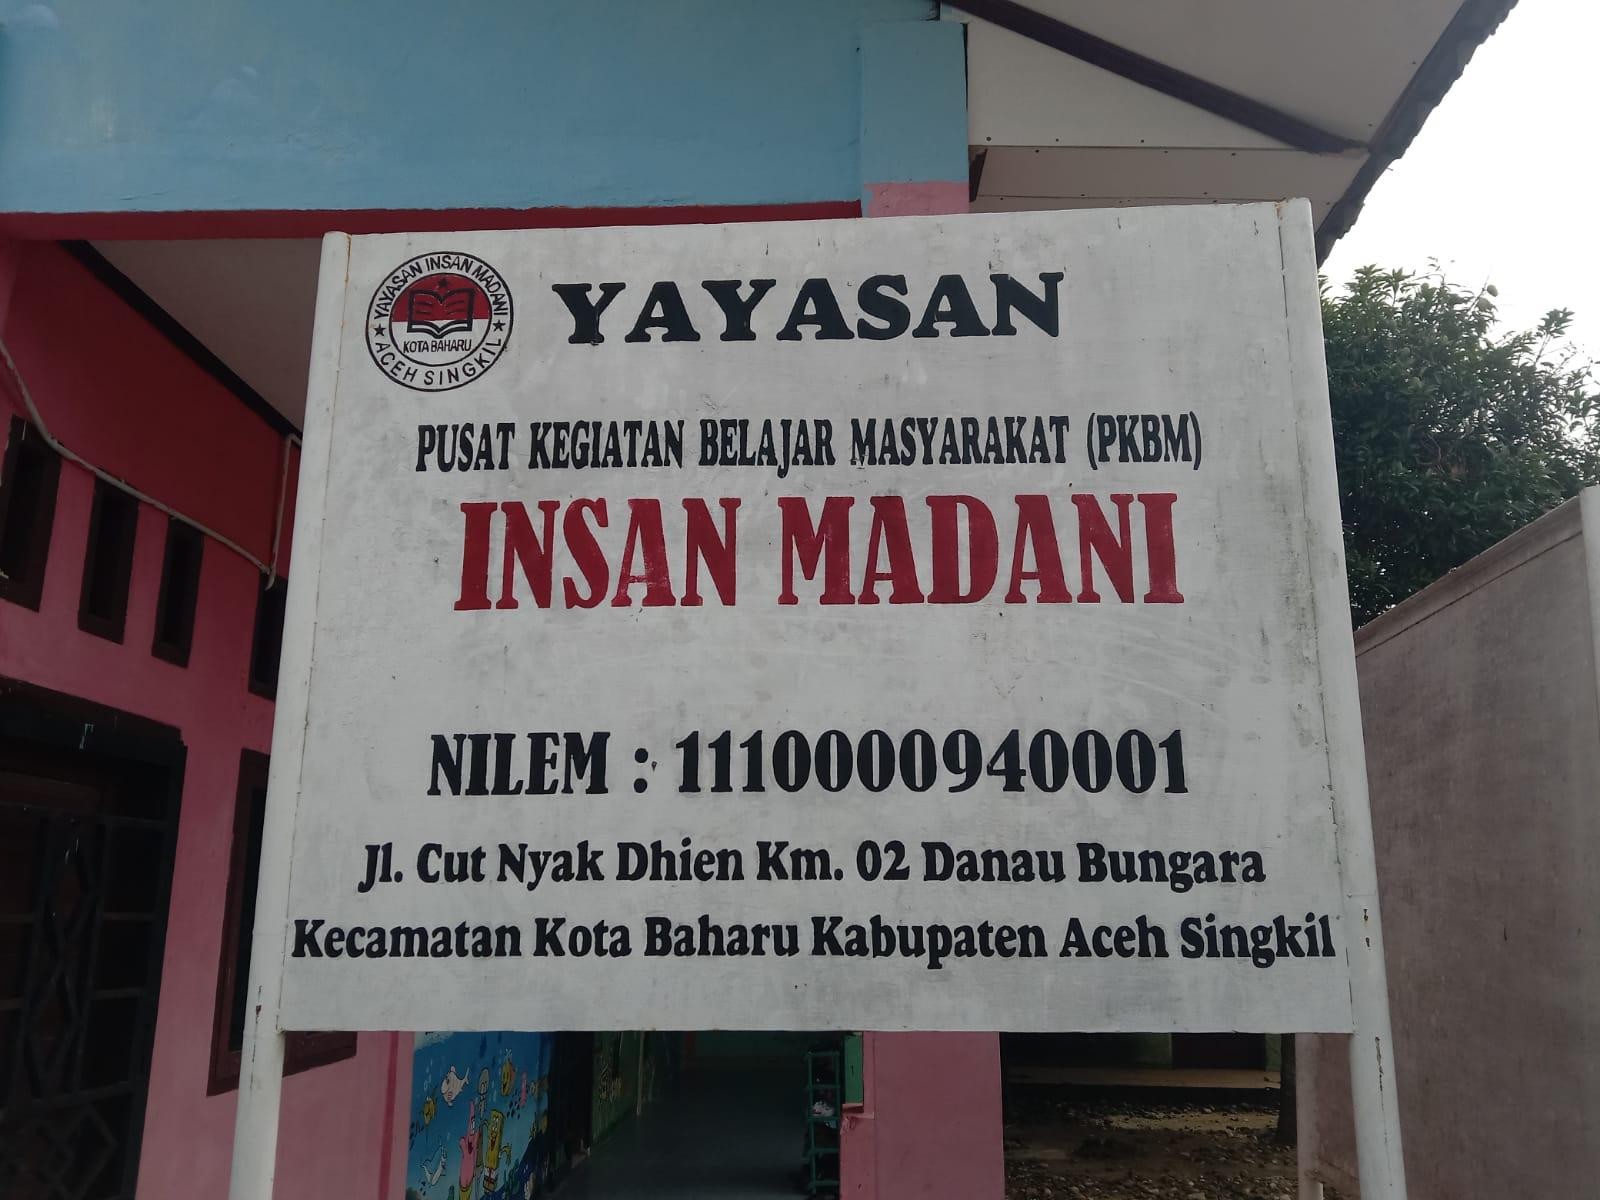 YAYASAN INSAN MADANI
KOTA BAHARU
ACEH SINGKIL
YAYASAN
PUSAT KEGIATAN BELAJAR MASYARAKAT (PKBM)
INSAN MADANI
NILEM : 1110000940001
Jl. Cut Nyak Dhien Km. 02 Danau Bungara
Kecamatan Kota Baharu Kabupaten Aceh Singkil